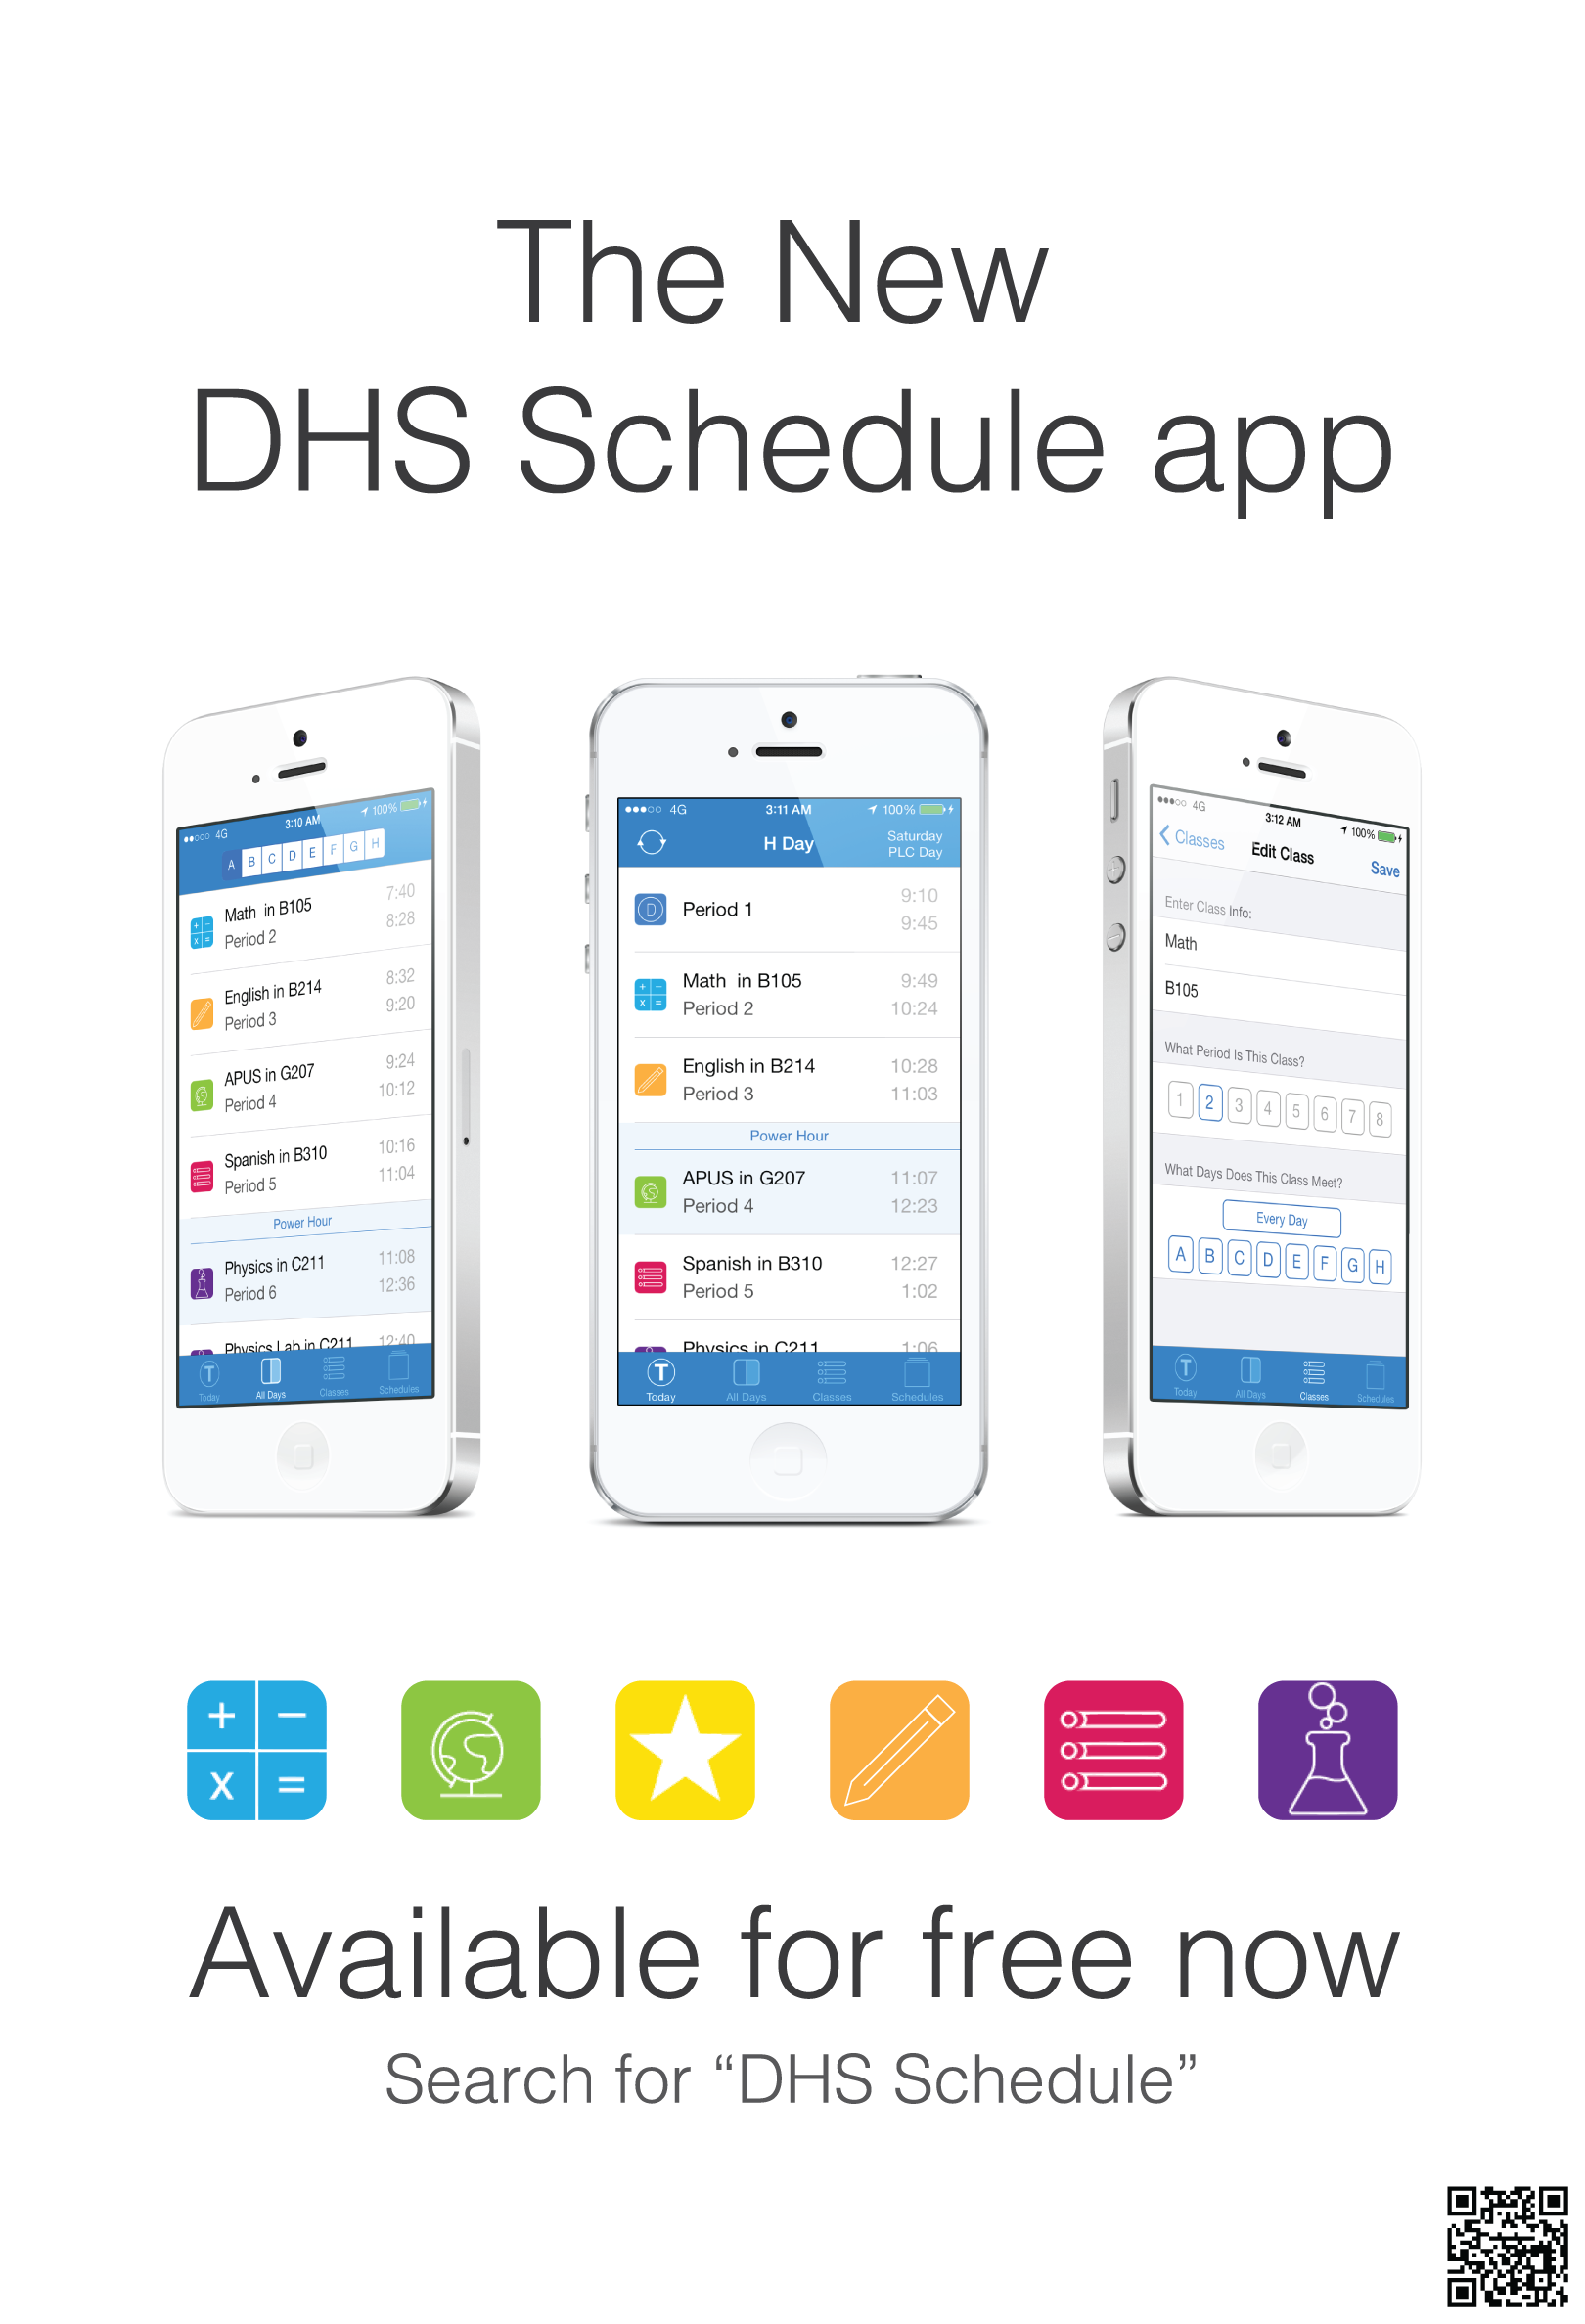 The New
DHS Schedule app
4G 3:10 AM 100%
A B C D E F G H
Math in B105 7:40
Period 2 8:28
English in B214 8:32
Period 3 9:20
APUS in G207 9:24
Period 4 10:12
Spanish in B310 10:16
Period 5 11:04
Power Hour
Physics in C211 11:08
Period 6 12:36
Physics Lab in C211 12:40
T
Today All Days Classes Schedules
4G 3:11 AM 100%
H Day Saturday
PLC Day
D Period 1 9:10
9:45
+ − x =
Math in B105 9:49
Period 2 10:24
English in B214 10:28
Period 3 11:03
Power Hour
APUS in G207 11:07
Period 4 12:23
Spanish in B310 12:27
Period 5 1:02
Physics in C211 1:06
T
Today All Days Classes Schedules
4G 3:12 AM 100%
Classes Edit Class Save
Enter Class Info:
Math
B105
What Period Is This Class?
1 2 3 4 5 6 7 8
What Days Does This Class Meet?
Every Day
A B C D E F G H
T
Today All Days Classes Schedules
+ −
x =
Available for free now
Search for “DHS Schedule”